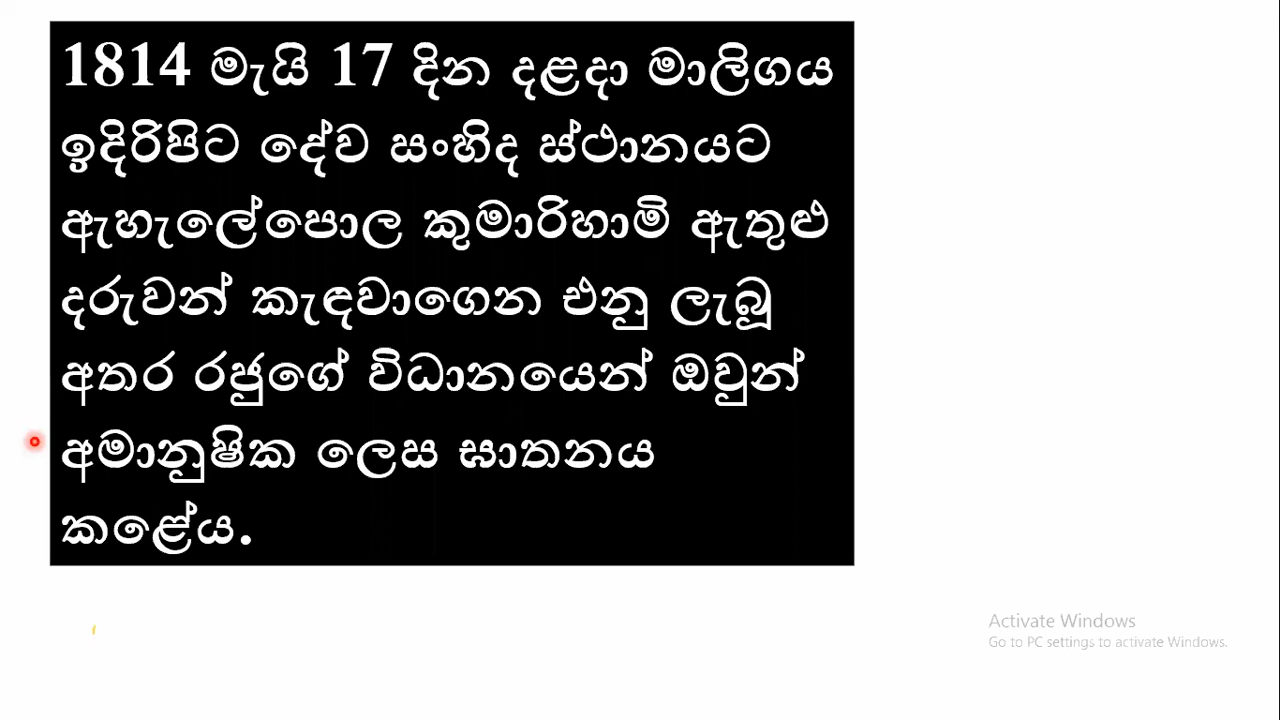 1814 මැයි 17 දින දළදා මාලිගය
ඉදිරිපිට දේව සංහිද ස්ථානයට
ඇහැලේපොල කුමාරිහාමි ඇතුළු
දරුවන් කැඳවාගෙන එනු ලැබූ
අතර රජුගේ විධානයෙන් ඔවුන්
අමානුෂික ලෙස ඝාතනය
කළේය.
Activate Windows
Go to PC settings to activate Windows.